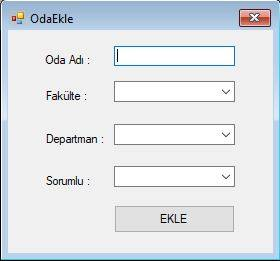 OdaEkle
Oda Adı :
Fakülte :
Departman :
Sorumlu :
EKLE